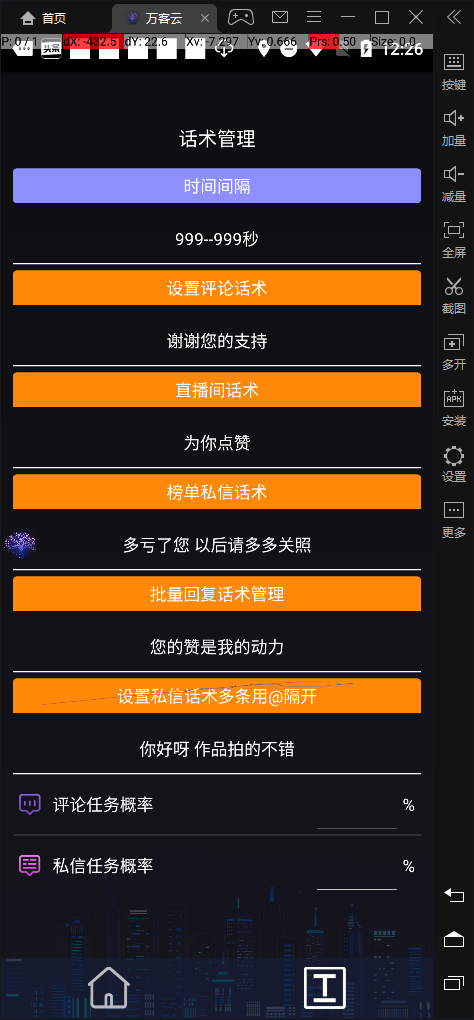 首页
万客云
P: 0 / 1
dX: -432.5
dY: 22.6
Xv: -7.297
Yv: 0.666
Prs: 0.50
Size: 0.0
12:26
按键
加量
减量
全屏
截图
多开
APK
安装
设置
更多
话术管理
时间间隔
999--999秒
设置评论话术
谢谢您的支持
直播间话术
为你点赞
榜单私信话术
多亏了您 以后请多多关照
批量回复话术管理
您的赞是我的动力
设置私信话术多条用@隔开
你好呀 作品拍的不错
评论任务概率 %
私信任务概率 %